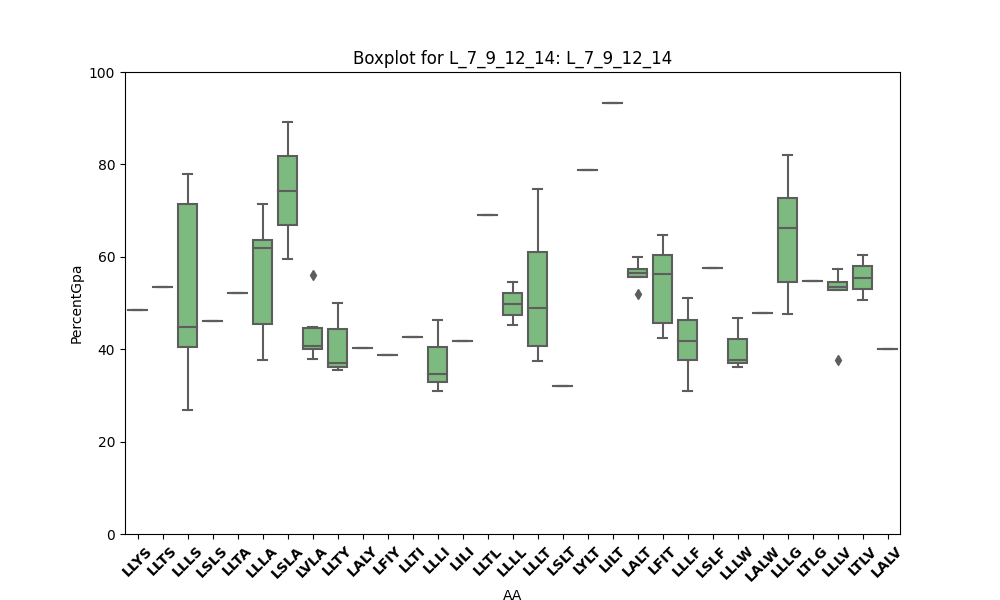 Boxplot for L_7_9_12_14: L_7_9_12_14
PercentGpa
100
80
60
40
20
0
LLYS LLTS LLLS LSLS LLTA LLLA LSLA LVLA LLTY LALY LFIY LLTI LLLI LILI LLTL LLLL LLLT LSLT LYLT LILT LALT LFIT LLLF LSLF LLLW LALW LLLG LTLG LLLV LTLV LALV
AA